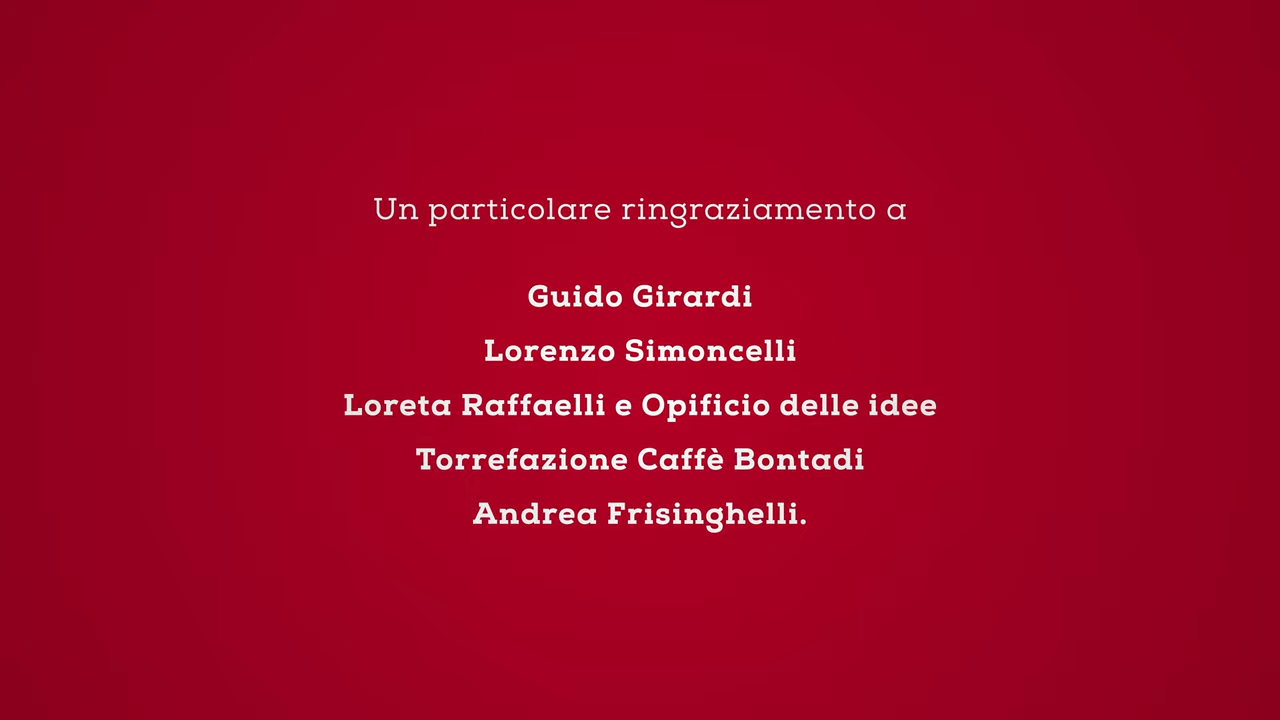 Un particolare ringraziamento a
Guido Girardi
Lorenzo Simoncelli
Loreta Raffaelli e Opificio delle idee
Torrefazione Caffè Bontadi
Andrea Frisinghelli.